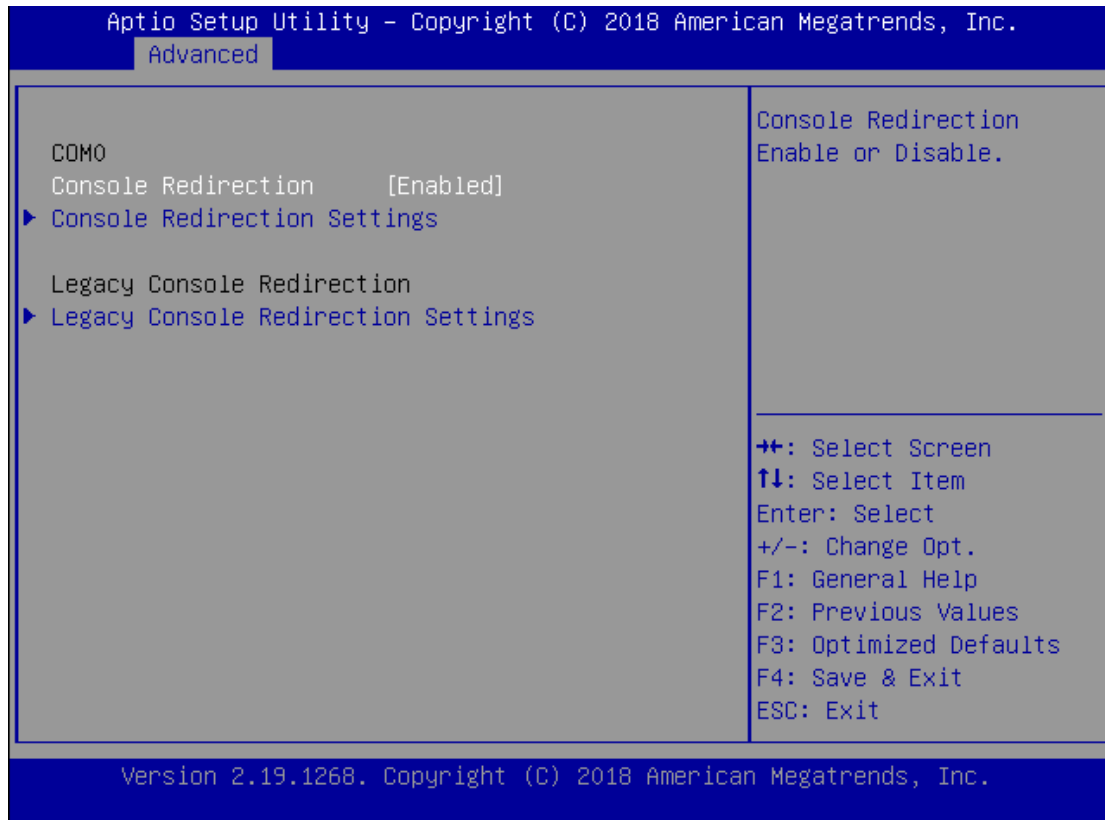 Aptio Setup Utility – Copyright (C) 2018 American Megatrends, Inc.
Advanced
COM0
Console Redirection [Enabled]
► Console Redirection Settings
Legacy Console Redirection
► Legacy Console Redirection Settings
Console Redirection
Enable or Disable.
→←: Select Screen
↑↓: Select Item
Enter: Select
+/-: Change Opt.
F1: General Help
F2: Previous Values
F3: Optimized Defaults
F4: Save & Exit
ESC: Exit
Version 2.19.1268. Copyright (C) 2018 American Megatrends, Inc.